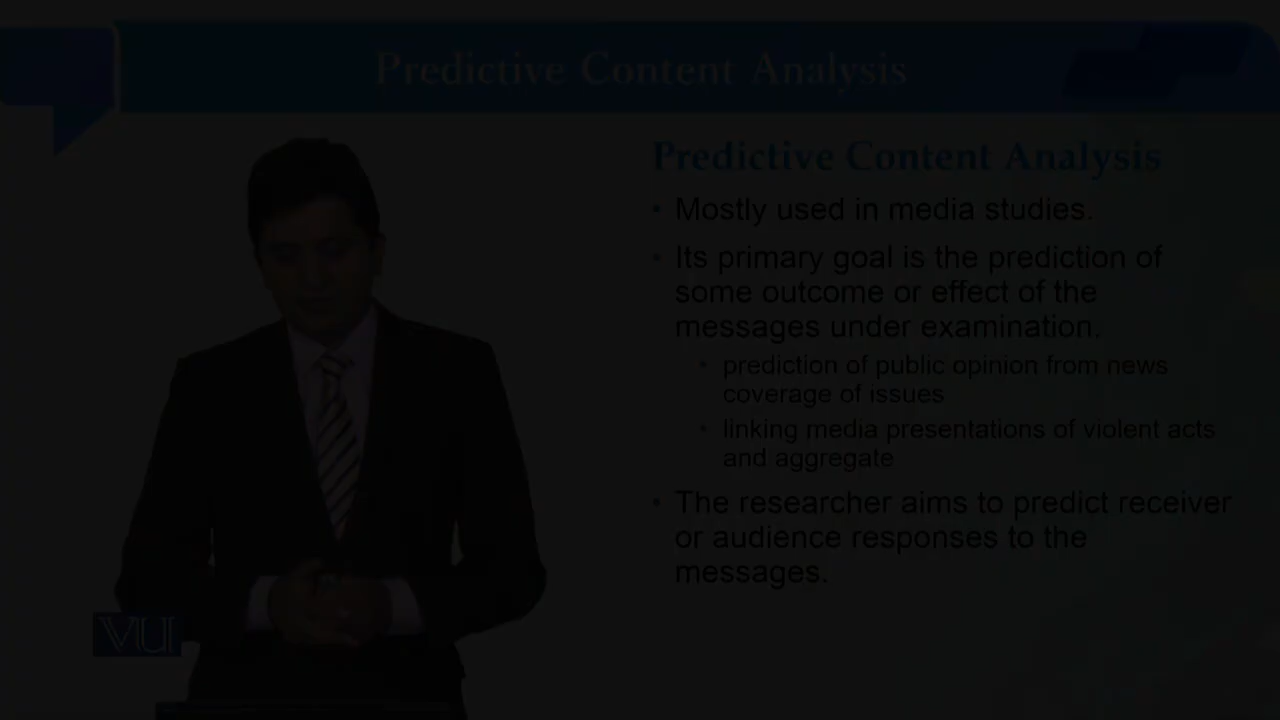 Predictive Content Analysis
Predictive Content Analysis
• Mostly used in media studies.
• Its primary goal is the prediction of
some outcome or effect of the
messages under examination.
• prediction of public opinion from news
coverage of issues
• linking media presentations of violent acts
and aggregate
• The researcher aims to predict receiver
or audience responses to the
messages.
VU